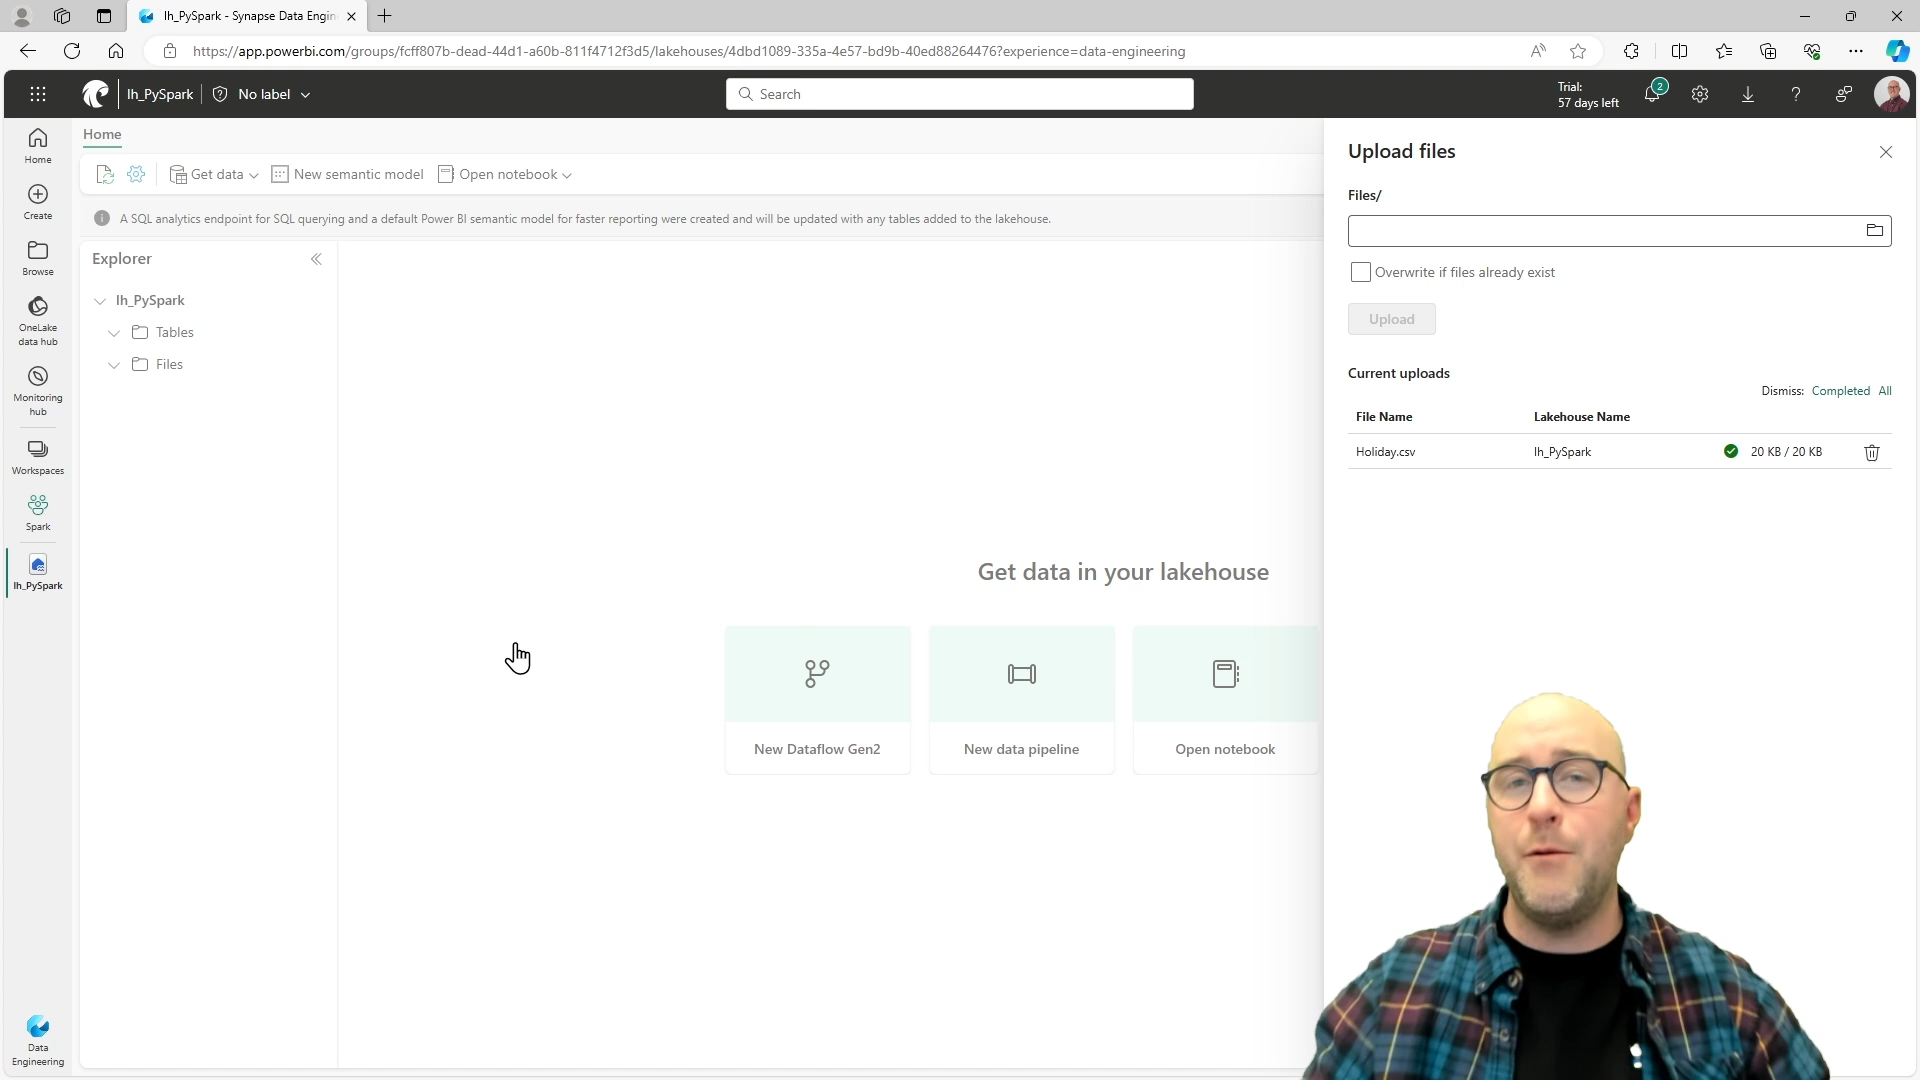 lh_PySpark - Synapse Data Engin
https://app.powerbi.com/groups/fcff807b-dead-44d1-a60b-811f4712f3d5/lakehouses/4dbd1089-335a-4e57-bd9b-40ed88264476?experience=data-engineering
lh_PySpark
No label
Search
Trial:
57 days left
2
Home
Create
Browse
OneLake
data hub
Monitoring
hub
Workspaces
Spark
lh_PySpark
Data
Engineering
Home
Get data
New semantic model
Open notebook
A SQL analytics endpoint for SQL querying and a default Power BI semantic model for faster reporting were created and will be updated with any tables added to the lakehouse.
Explorer
lh_PySpark
Tables
Files
Get data in your lakehouse
New Dataflow Gen2
New data pipeline
Open notebook
Upload files
Files/
Overwrite if files already exist
Upload
Current uploads
Dismiss: Completed All
File Name Lakehouse Name
Holiday.csv lh_PySpark 20 KB / 20 KB